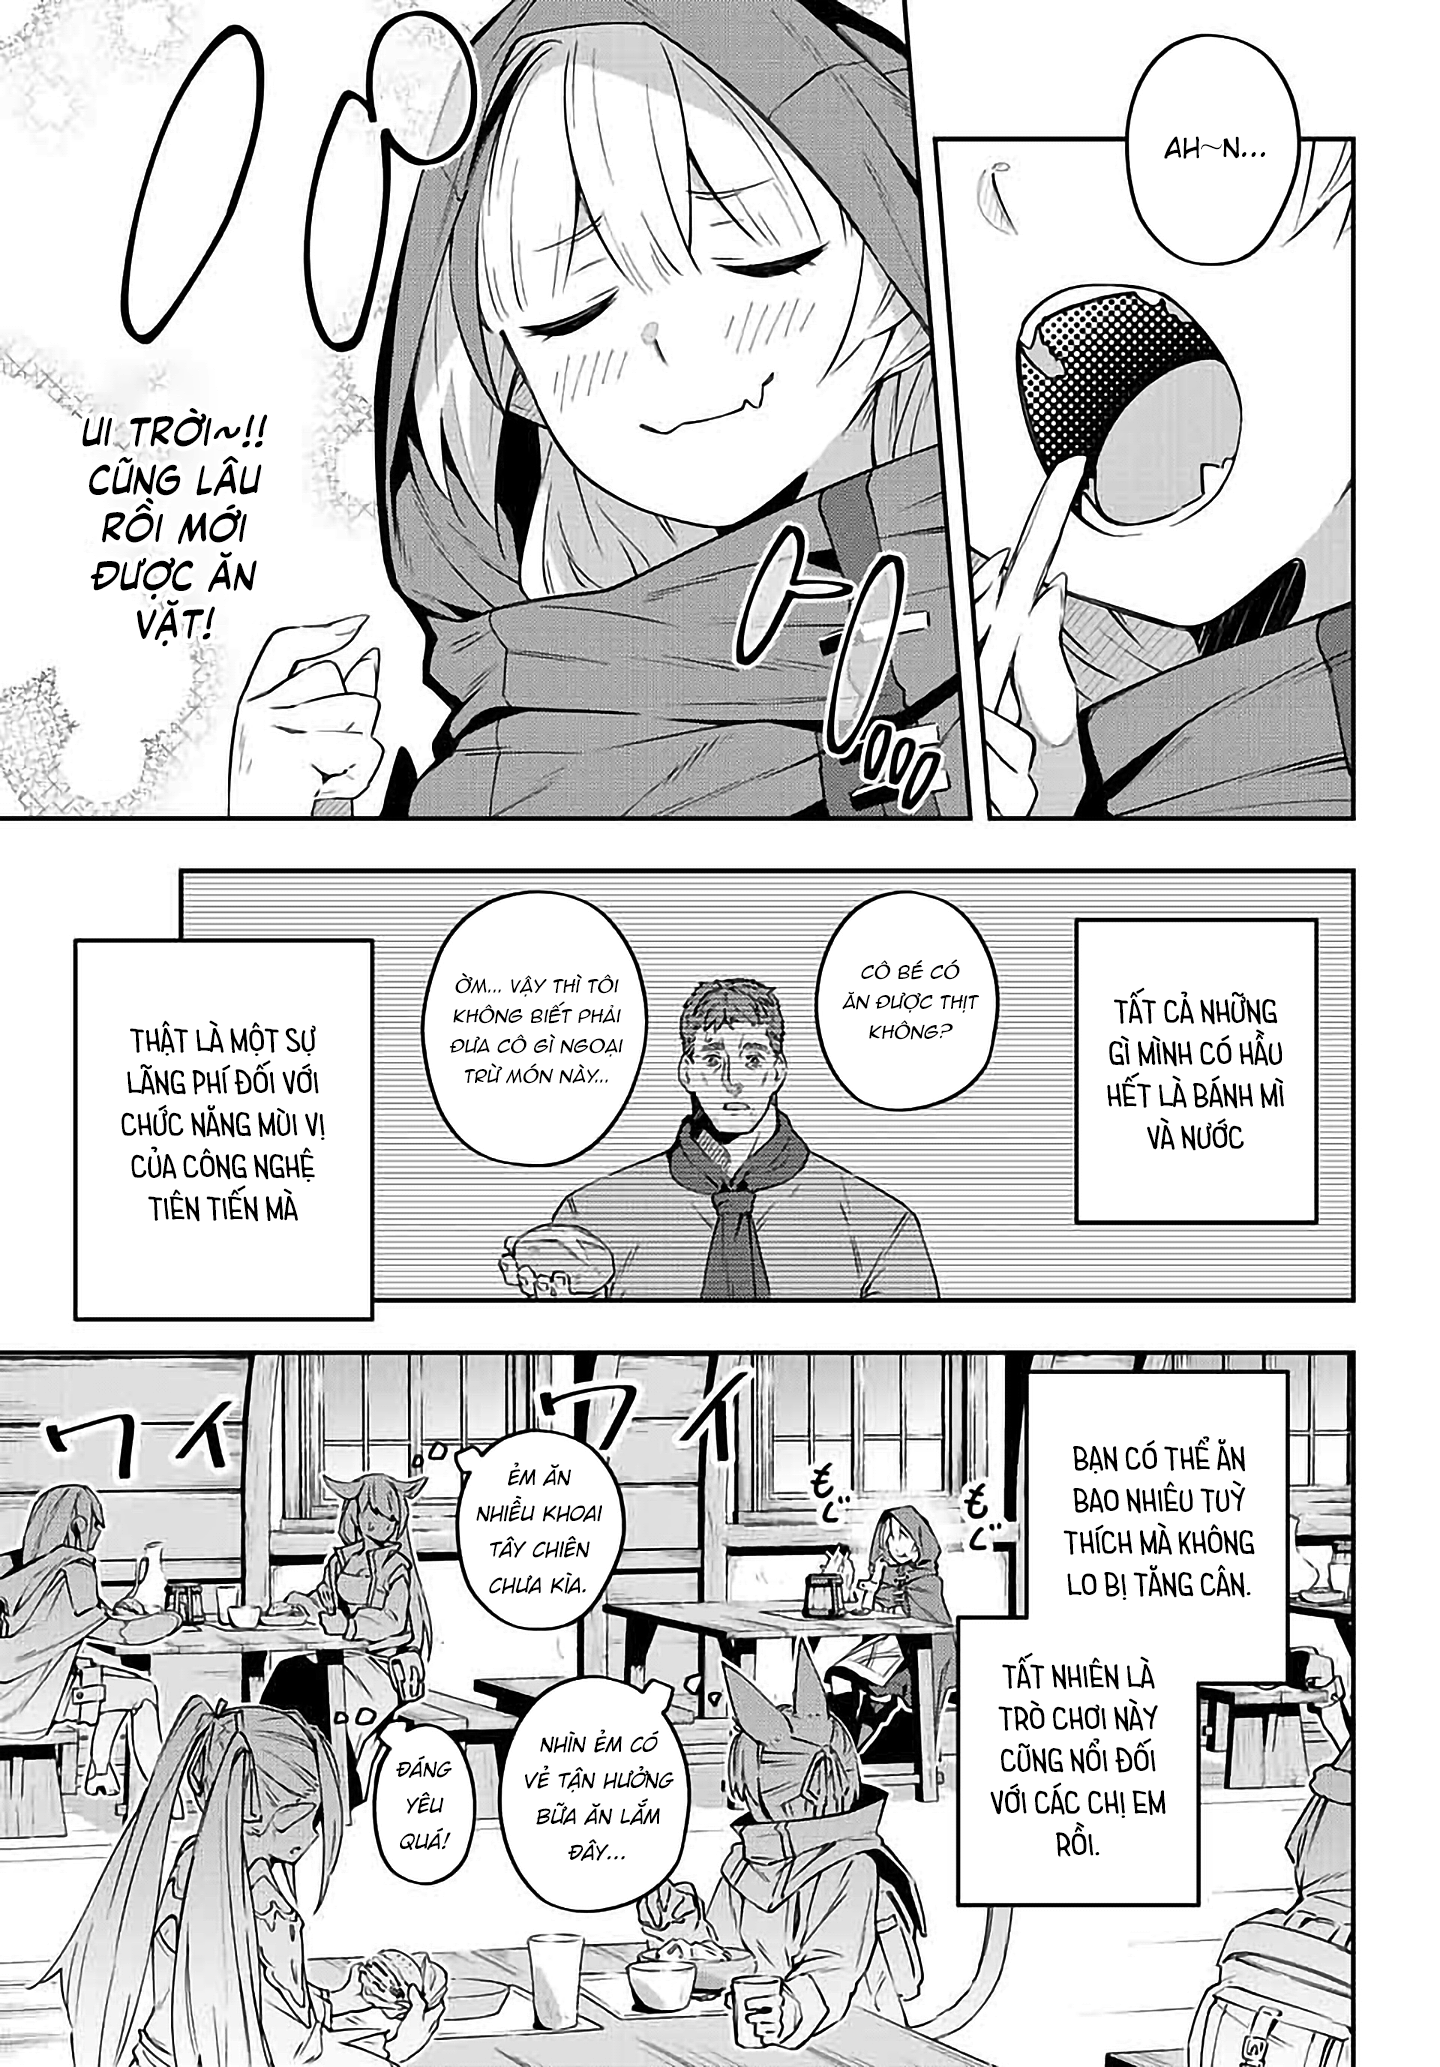 AH~N...
UI TRỜI~!!
CŨNG LÂU
RỒI MỚI
ĐƯỢC ĂN
VẶT!
TẤT CẢ NHỮNG
GÌ MÌNH CÓ HẦU
HẾT LÀ BÁNH MÌ
VÀ NƯỚC
CÔ BÉ CÓ
ĂN ĐƯỢC THỊT
KHÔNG?
ỜM... VẬY THÌ TÔI
KHÔNG BIẾT PHẢI
ĐƯA CÔ GÌ NGOẠI
TRỪ MÓN NÀY...
THẬT LÀ MỘT SỰ
LÃNG PHÍ ĐỐI VỚI
CHỨC NĂNG MÙI VỊ
CỦA CÔNG NGHỆ
TIÊN TIẾN MÀ
BẠN CÓ THỂ ĂN
BAO NHIÊU TUỲ
THÍCH MÀ KHÔNG
LO BỊ TĂNG CÂN.
TẤT NHIÊN LÀ
TRÒ CHƠI NÀY
CŨNG NỔI ĐỐI
VỚI CÁC CHỊ EM
RỒI.
もぐ
もぐ
ワイ
ワイ
ẺM ĂN
NHIỀU KHOAI
TÂY CHIÊN
CHƯA KÌA.
NHÌN ẺM CÓ
VẺ TẬN HƯỞNG
BỮA ĂN LẮM
ĐÂY...
ĐÁNG
YÊU
QUÁ!